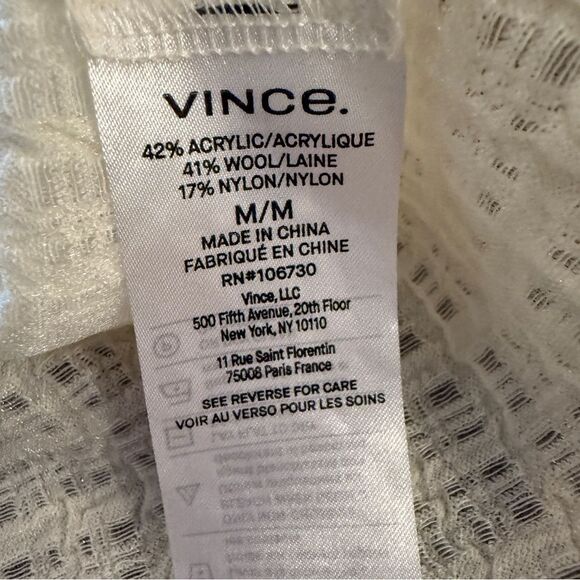 VINCE.
42% ACRYLIC/ACRYLIQUE
41% WOOL/LAINE
17% NYLON/NYLON
M/M
MADE IN CHINA
FABRIQUÉ EN CHINE
RN#106730
Vince, LLC
500 Fifth Avenue, 20th Floor
New York, NY 10110
11 Rue Saint Florentin
75008 Paris France
SEE REVERSE FOR CARE
VOIR AU VERSO POUR LES SOINS